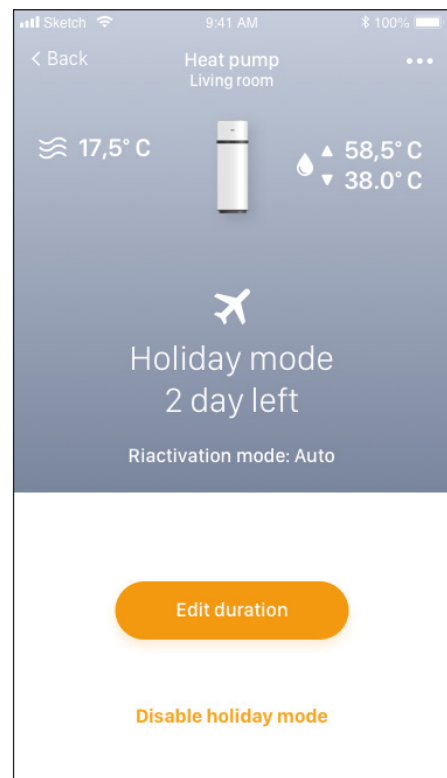 Sketch 9:41 AM 100%
Back
Heat pump
Living room
17,5° C
58,5° C
38.0° C
Holiday mode
2 day left
Riactivation mode: Auto
Edit duration
Disable holiday mode